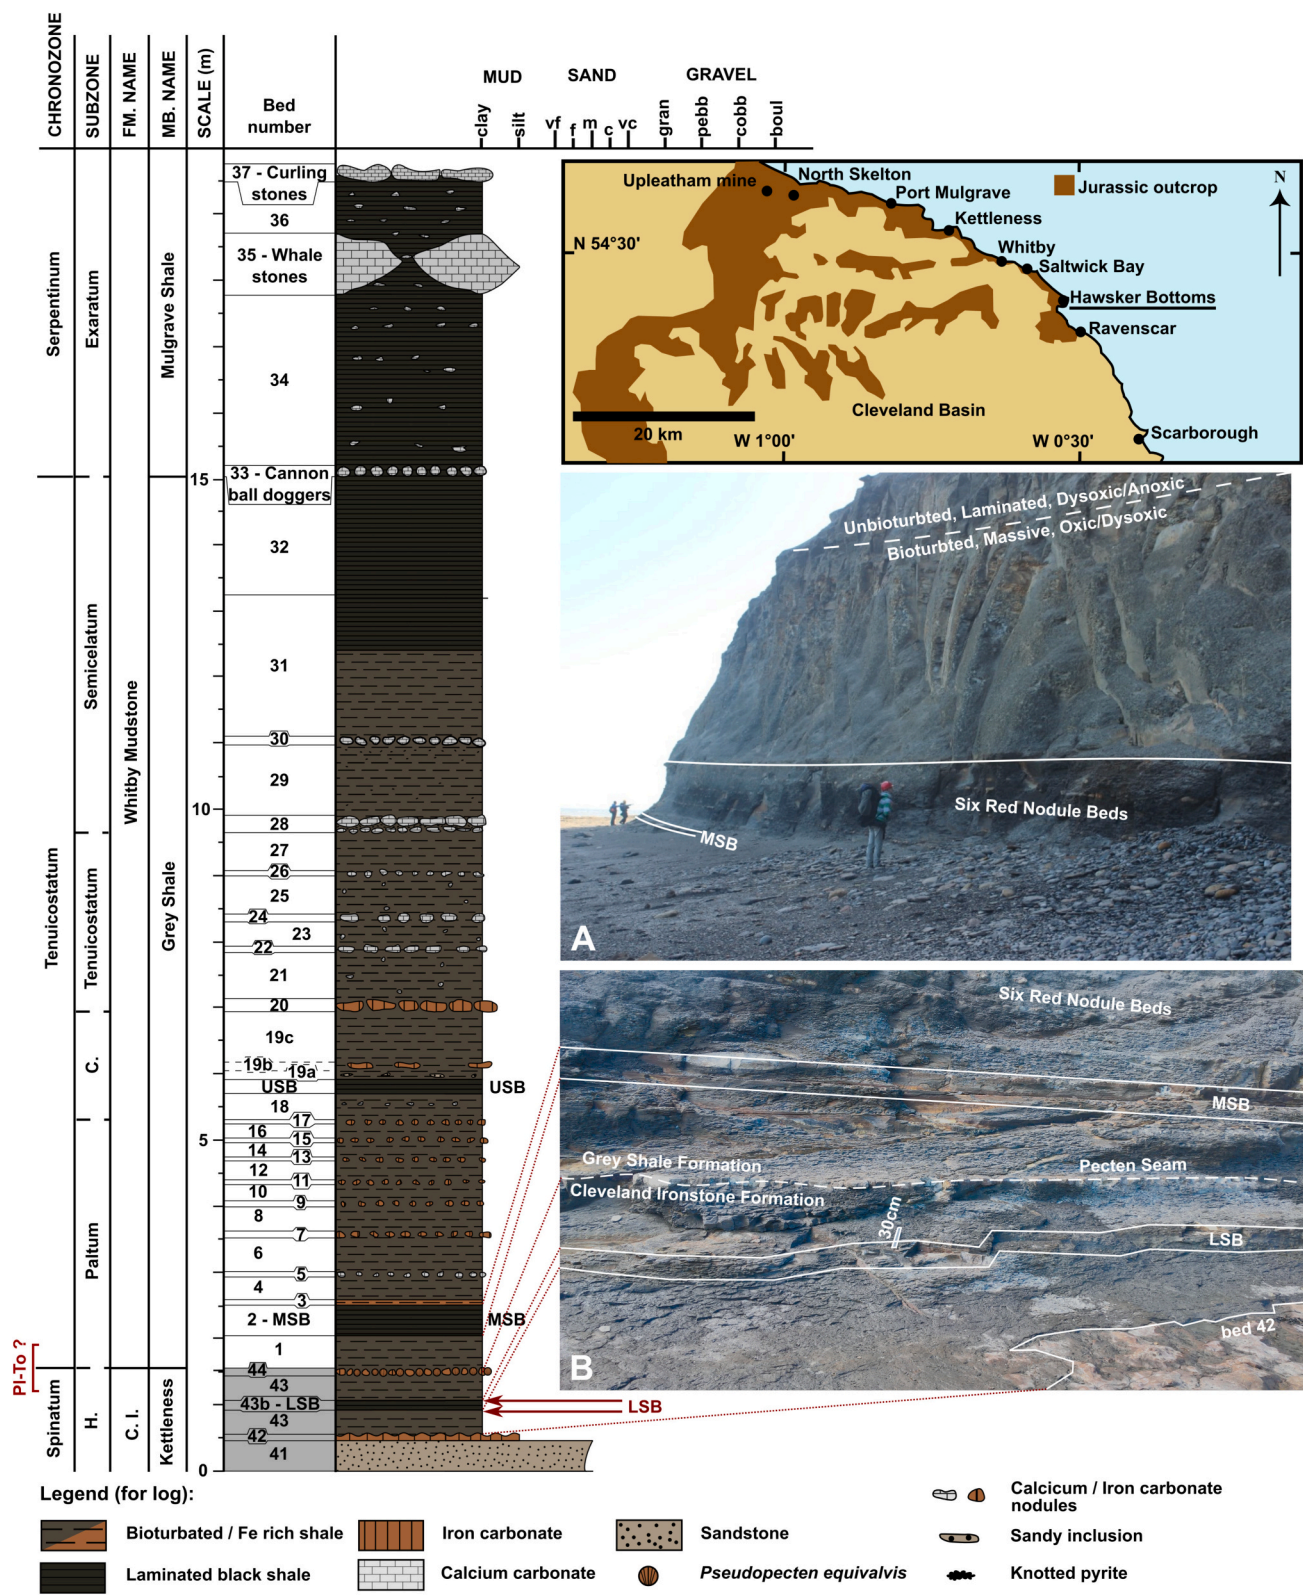 CHRONOZONE
SUBZONE
FM. NAME
MB. NAME
SCALE (m)
Bed
number
MUD
SAND
GRAVEL
clay
silt
vf
f
m
c
vc
gran
pebb
cobb
boul
Serpentinum
Tenuicostatum
Spinatum
Pl-To ?
Exaratum
Semicelatum
Tenuicostatum
C.
Paltum
H.
Whitby Mudstone
C. I.
Mulgrave Shale
Grey Shale
Kettleness
15
10
5
0
37 - Curling
stones
36
35 - Whale
stones
34
33 - Cannon
ball doggers
32
31
30
29
28
27
26
25
24
23
22
21
20
19c
19b
19a
USB
18
17
16
15
14
13
12
11
10
9
8
7
6
5
4
3
2 - MSB
1
44
43
43b - LSB
43
42
41
USB
MSB
LSB
Upleatham mine
North Skelton
Port Mulgrave
Kettleness
Whitby
Saltwick Bay
Hawsker Bottoms
Ravenscar
Scarborough
Jurassic outcrop
N
N 54°30'
Cleveland Basin
20 km
W 1°00'
W 0°30'
Unbioturbted, Laminated, Dysoxic/Anoxic
Bioturbted, Massive, Oxic/Dysoxic
Six Red Nodule Beds
MSB
A
Six Red Nodule Beds
MSB
Grey Shale Formation
Pecten Seam
Cleveland Ironstone Formation
30cm
LSB
bed 42
B
Legend (for log):
Bioturbated / Fe rich shale
Laminated black shale
Iron carbonate
Calcium carbonate
Sandstone
Pseudopecten equivalvis
Calcicum / Iron carbonate
nodules
Sandy inclusion
Knotted pyrite